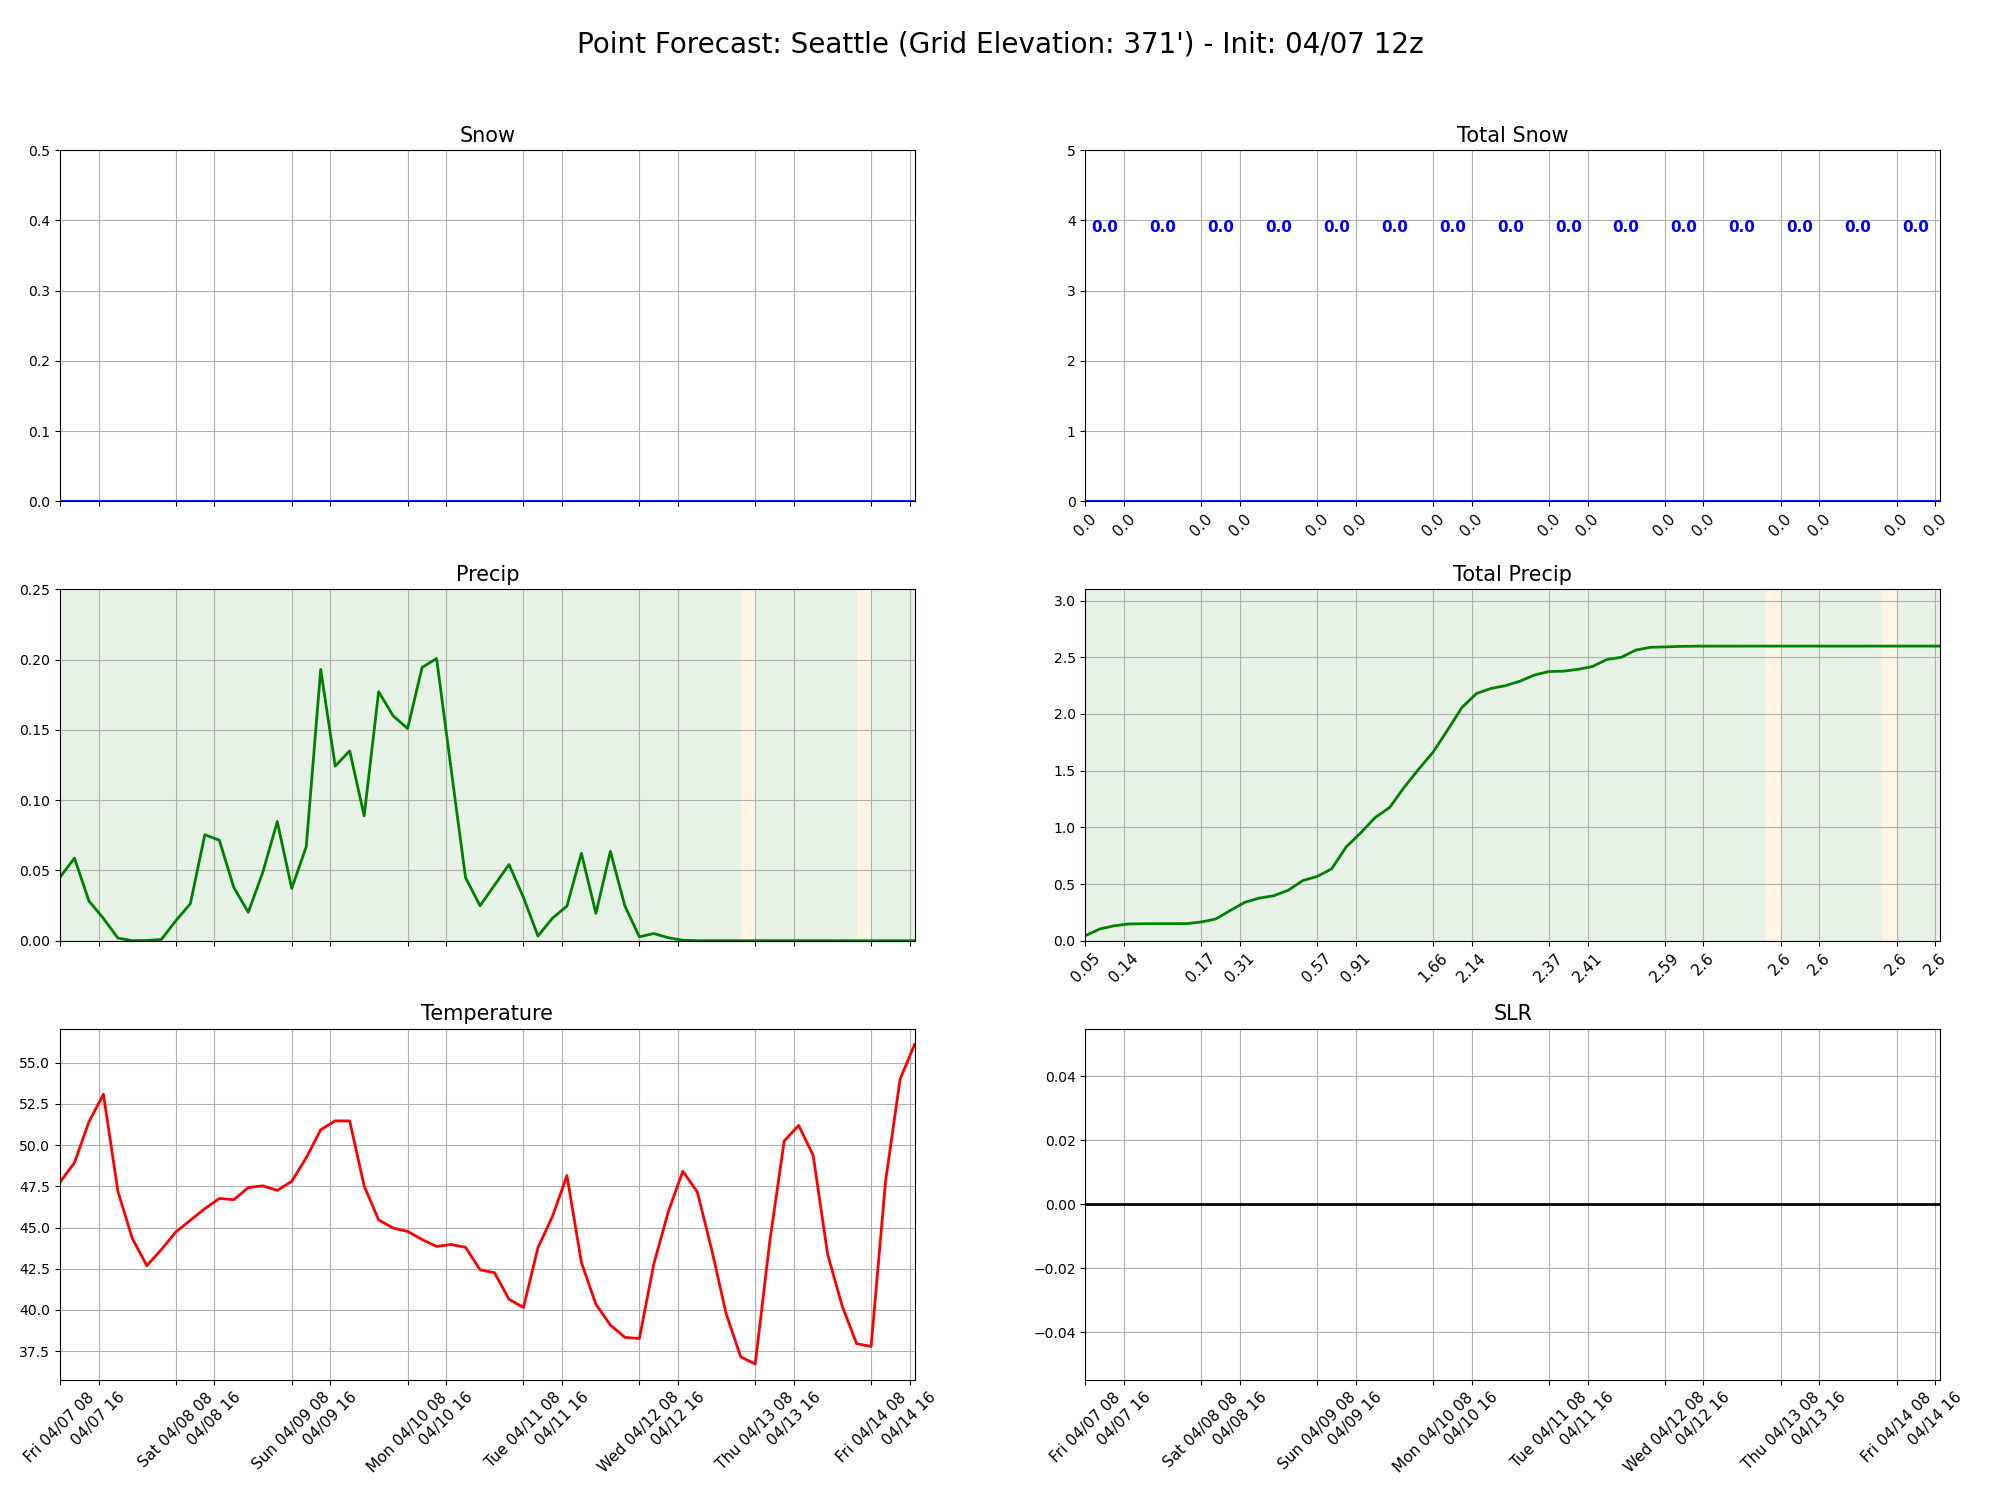 Point Forecast: Seattle (Grid Elevation: 371') - Init: 04/07 12z
Snow
0.5
0.4
0.3
0.2
0.1
0.0
Total Snow
5
4
3
2
1
0
0.0 0.0 0.0 0.0 0.0 0.0 0.0 0.0 0.0 0.0 0.0 0.0 0.0 0.0 0.0
0.0 0.0 0.0 0.0 0.0 0.0 0.0 0.0 0.0 0.0 0.0 0.0 0.0 0.0 0.0 0.0
Precip
0.25
0.20
0.15
0.10
0.05
0.00
Total Precip
3.0
2.5
2.0
1.5
1.0
0.5
0.0
0.05 0.14 0.17 0.31 0.57 0.91 1.66 2.14 2.37 2.41 2.59 2.6 2.6 2.6 2.6 2.6
Temperature
55.0
52.5
50.0
47.5
45.0
42.5
40.0
37.5
Fri 04/07 08
04/07 16
Sat 04/08 08
04/08 16
Sun 04/09 08
04/09 16
Mon 04/10 08
04/10 16
Tue 04/11 08
04/11 16
Wed 04/12 08
04/12 16
Thu 04/13 08
04/13 16
Fri 04/14 08
04/14 16
SLR
0.04
0.02
0.00
−0.02
−0.04
Fri 04/07 08
04/07 16
Sat 04/08 08
04/08 16
Sun 04/09 08
04/09 16
Mon 04/10 08
04/10 16
Tue 04/11 08
04/11 16
Wed 04/12 08
04/12 16
Thu 04/13 08
04/13 16
Fri 04/14 08
04/14 16